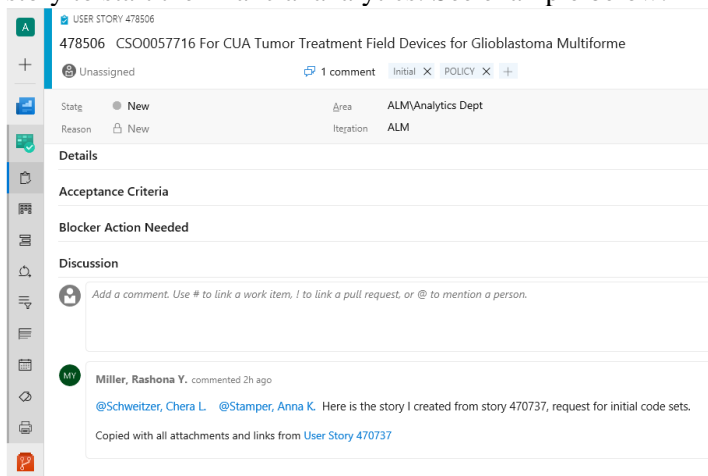 USER STORY 478506
478506 CSO0057716 For CUA Tumor Treatment Field Devices for Glioblastoma Multiforme
Unassigned 1 comment Initial X POLICY X +
State New Area ALM\Analytics Dept
Reason New Iteration ALM
Details
Acceptance Criteria
Blocker Action Needed
Discussion
Add a comment. Use # to link a work item, ! to link a pull request, or @ to mention a person.
MY Miller, Rashona Y. commented 2h ago
@Schweitzer, Chera L. @Stamper, Anna K. Here is the story I created from story 470737, request for initial code sets.
Copied with all attachments and links from User Story 470737
A